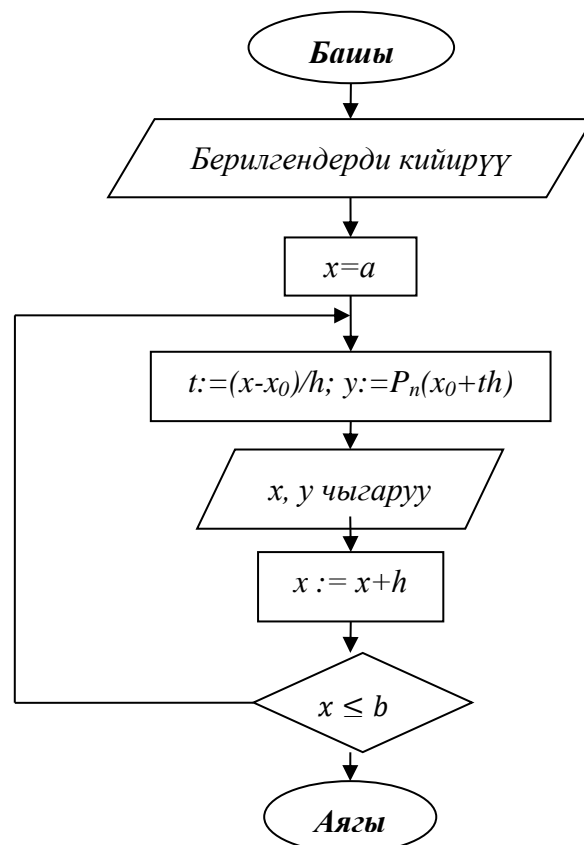 Башы
Берилгендерди кийирүү
x=a
t:=(x-x₀)/h; y:=Pₙ(x₀+th)
x, y чыгаруу
x := x+h
x ≤ b
Аягы